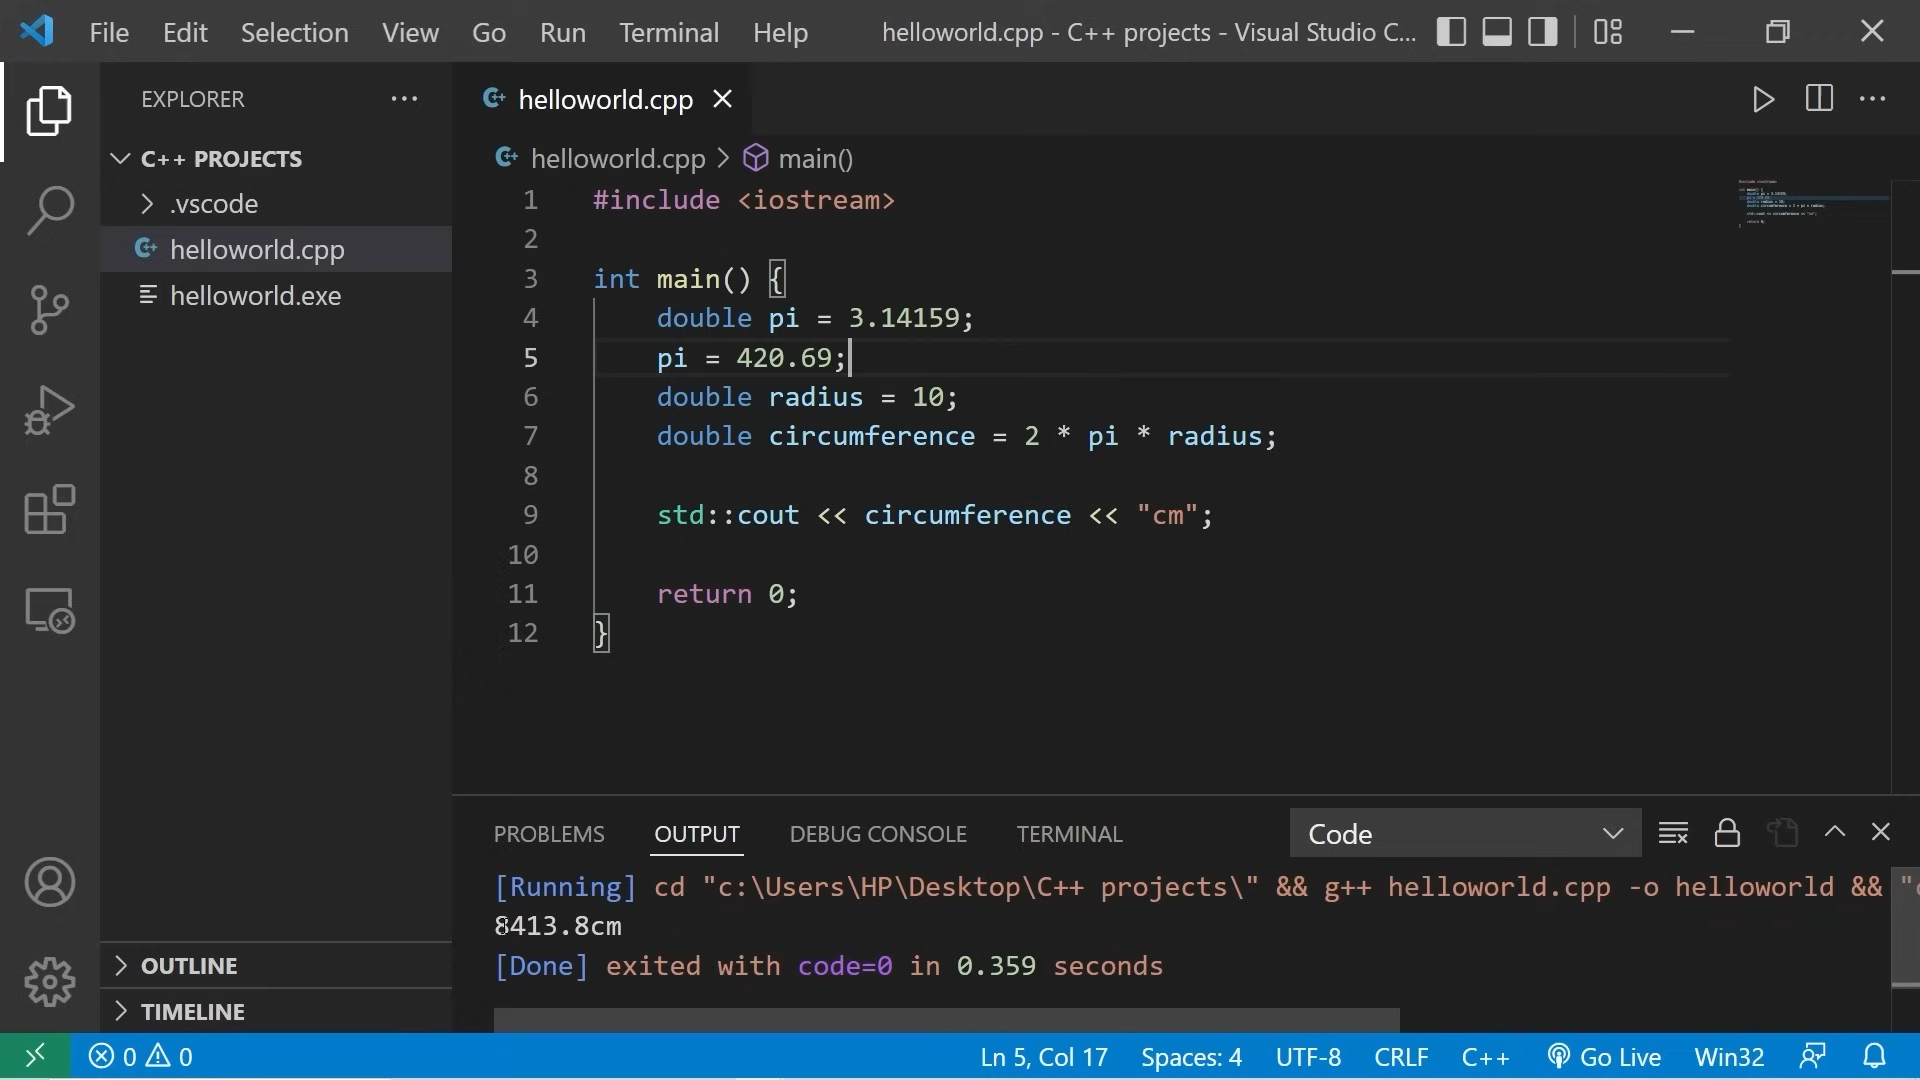 File Edit Selection View Go Run Terminal Help helloworld.cpp - C++ projects - Visual Studio C...
EXPLORER
C++ PROJECTS
.vscode
helloworld.cpp
helloworld.exe
OUTLINE
TIMELINE
helloworld.cpp
helloworld.cpp > main()
1 #include <iostream>
2
3 int main() {
4 double pi = 3.14159;
5 pi = 420.69;
6 double radius = 10;
7 double circumference = 2 * pi * radius;
8
9 std::cout << circumference << "cm";
10
11 return 0;
12 }
PROBLEMS OUTPUT DEBUG CONSOLE TERMINAL Code
[Running] cd "c:\Users\HP\Desktop\C++ projects\" && g++ helloworld.cpp -o helloworld && "c
8413.8cm
[Done] exited with code=0 in 0.359 seconds
0 0 Ln 5, Col 17 Spaces: 4 UTF-8 CRLF C++ Go Live Win32